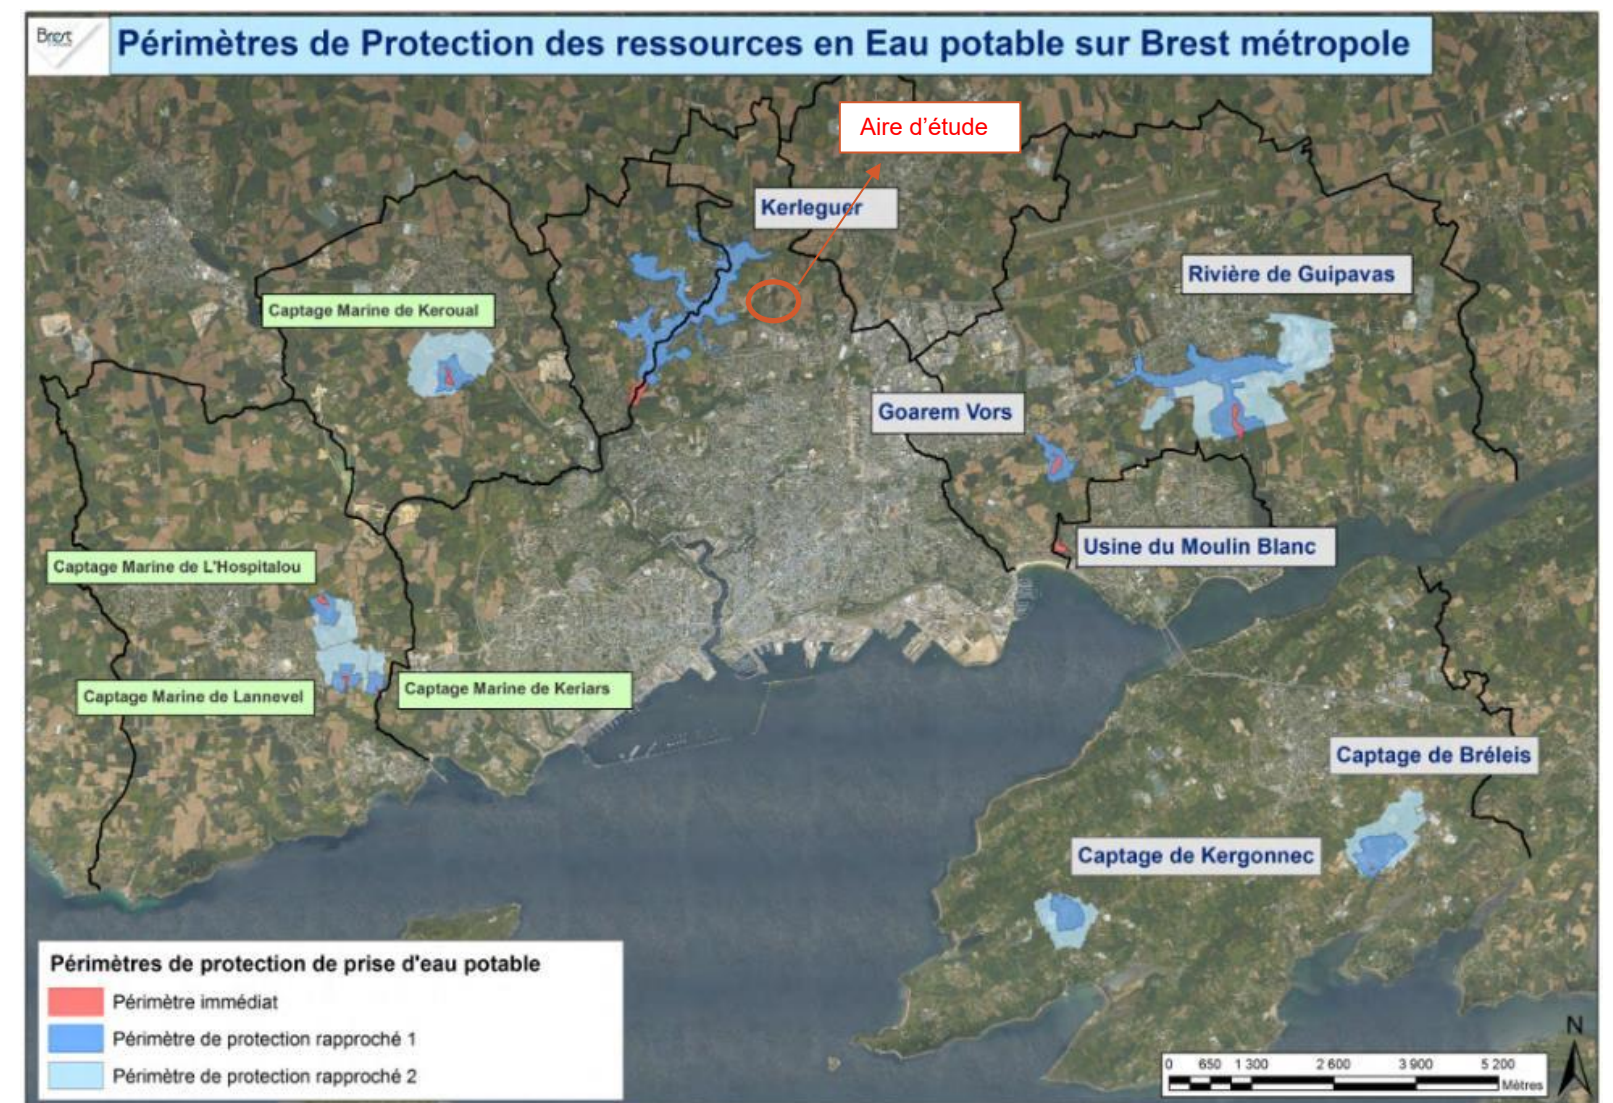 Brest
Périmètres de Protection des ressources en Eau potable sur Brest métropole
Aire d'étude
Kerleguer
Rivière de Guipavas
Captage Marine de Keroual
Goarem Vors
Usine du Moulin Blanc
Captage Marine de L'Hospitalou
Captage Marine de Lannevel
Captage Marine de Keriars
Captage de Bréleis
Captage de Kergonnec
Périmètres de protection de prise d'eau potable
Périmètre immédiat
Périmètre de protection rapproché 1
Périmètre de protection rapproché 2
N
0 650 1 300 2 600 3 900 5 200
Mètres